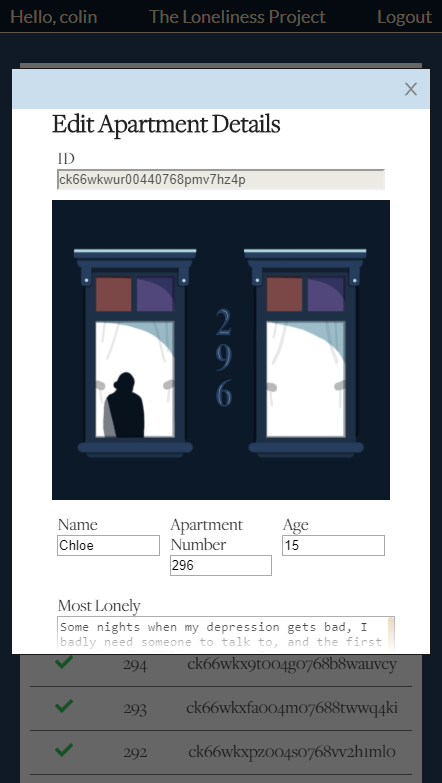 Hello, colin The Loneliness Project Logout
X
Edit Apartment Details
ID
ck66wkwur00440768pmv7hz4p
2
9
6
Name Apartment Number Age
Chloe 296 15
Most Lonely
Some nights when my depression gets bad, I
badly need someone to talk to, and the first
294 ck66wkx9t004g0768b8wauvcy
293 ck66wkxfa004m07688twwq4ki
292 ck66wkxpz004s0768vv2h1ml0